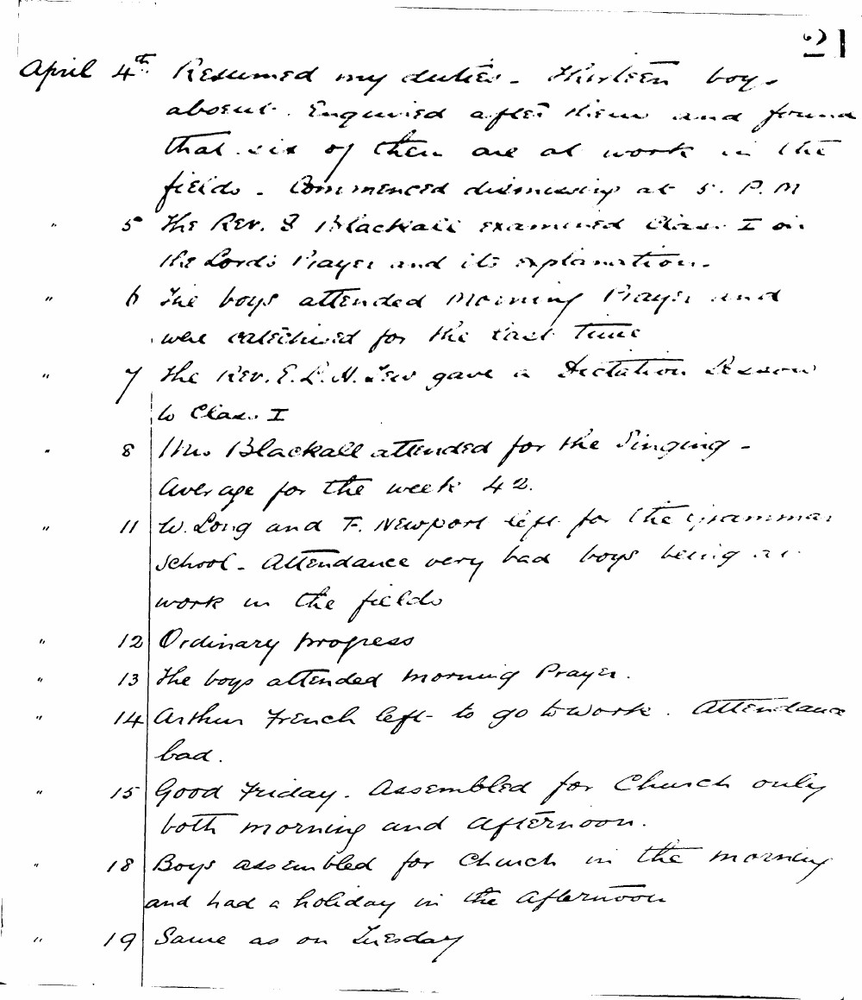 21
April 4th Resumed my duties - Thirteen boys
absent. Enquired after them and found
that six of them are at work in the
fields - Commenced dismissing at 5. P.M
" 5 The Rev. S Blackall examined Class I on
the Lord's Prayer and its explanation.
" 6 The boys attended Morning Prayer and
were catechised for the last time
" 7 The Rev. E. L. H. Tew gave a Dictation Lesson
to Class I
" 8 Mrs Blackall attended for the Singing -
Average for the week 42.
" 11 W. Long and F. Newport left for the Grammar
School - Attendance very bad boys being at
work in the fields
" 12 Ordinary progress
" 13 The boys attended Morning Prayer.
" 14 Arthur French left to go to work. Attendance
bad.
" 15 Good Friday. Assembled for Church only
both morning and afternoon.
" 18 Boys assembled for Church in the morning
and had a holiday in the afternoon
" 19 Same as on Tuesday